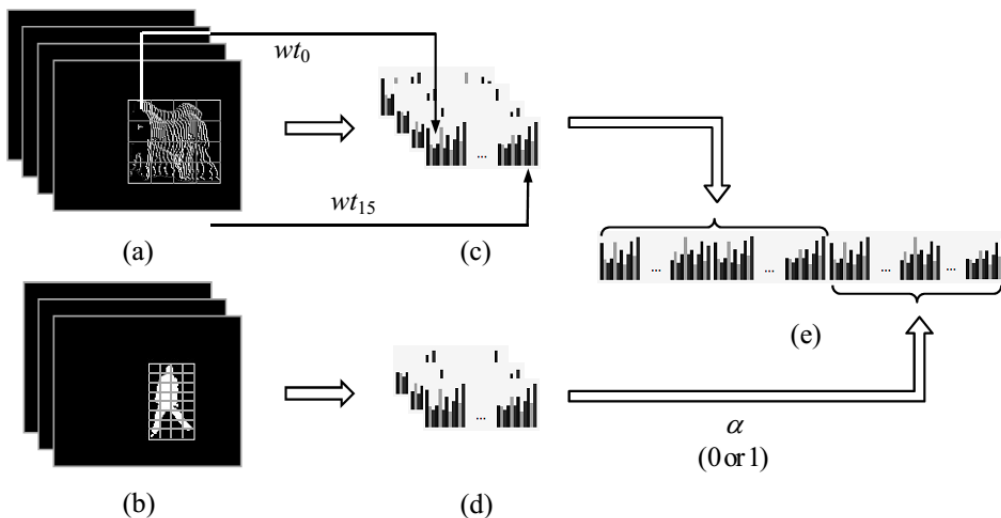 wt₀
wt₁₅
(a)
(c)
(e)
α
(0 or 1)
(b)
(d)